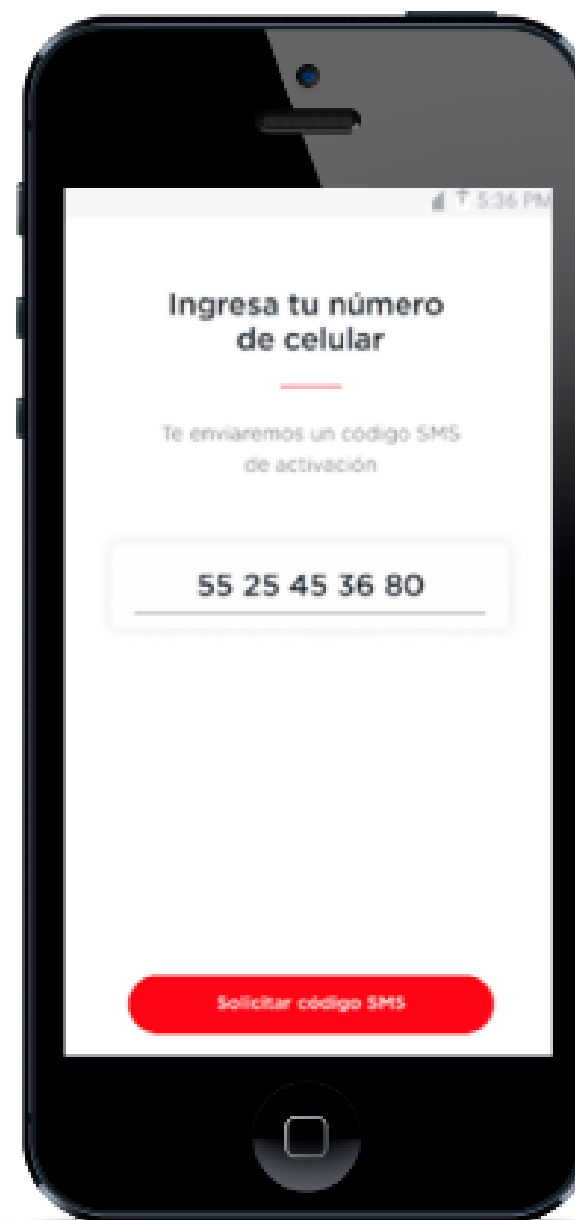 5:36 PM
Ingresa tu número
de celular
Te enviaremos un código SMS
de activación
55 25 45 36 80
Solicitar código SMS